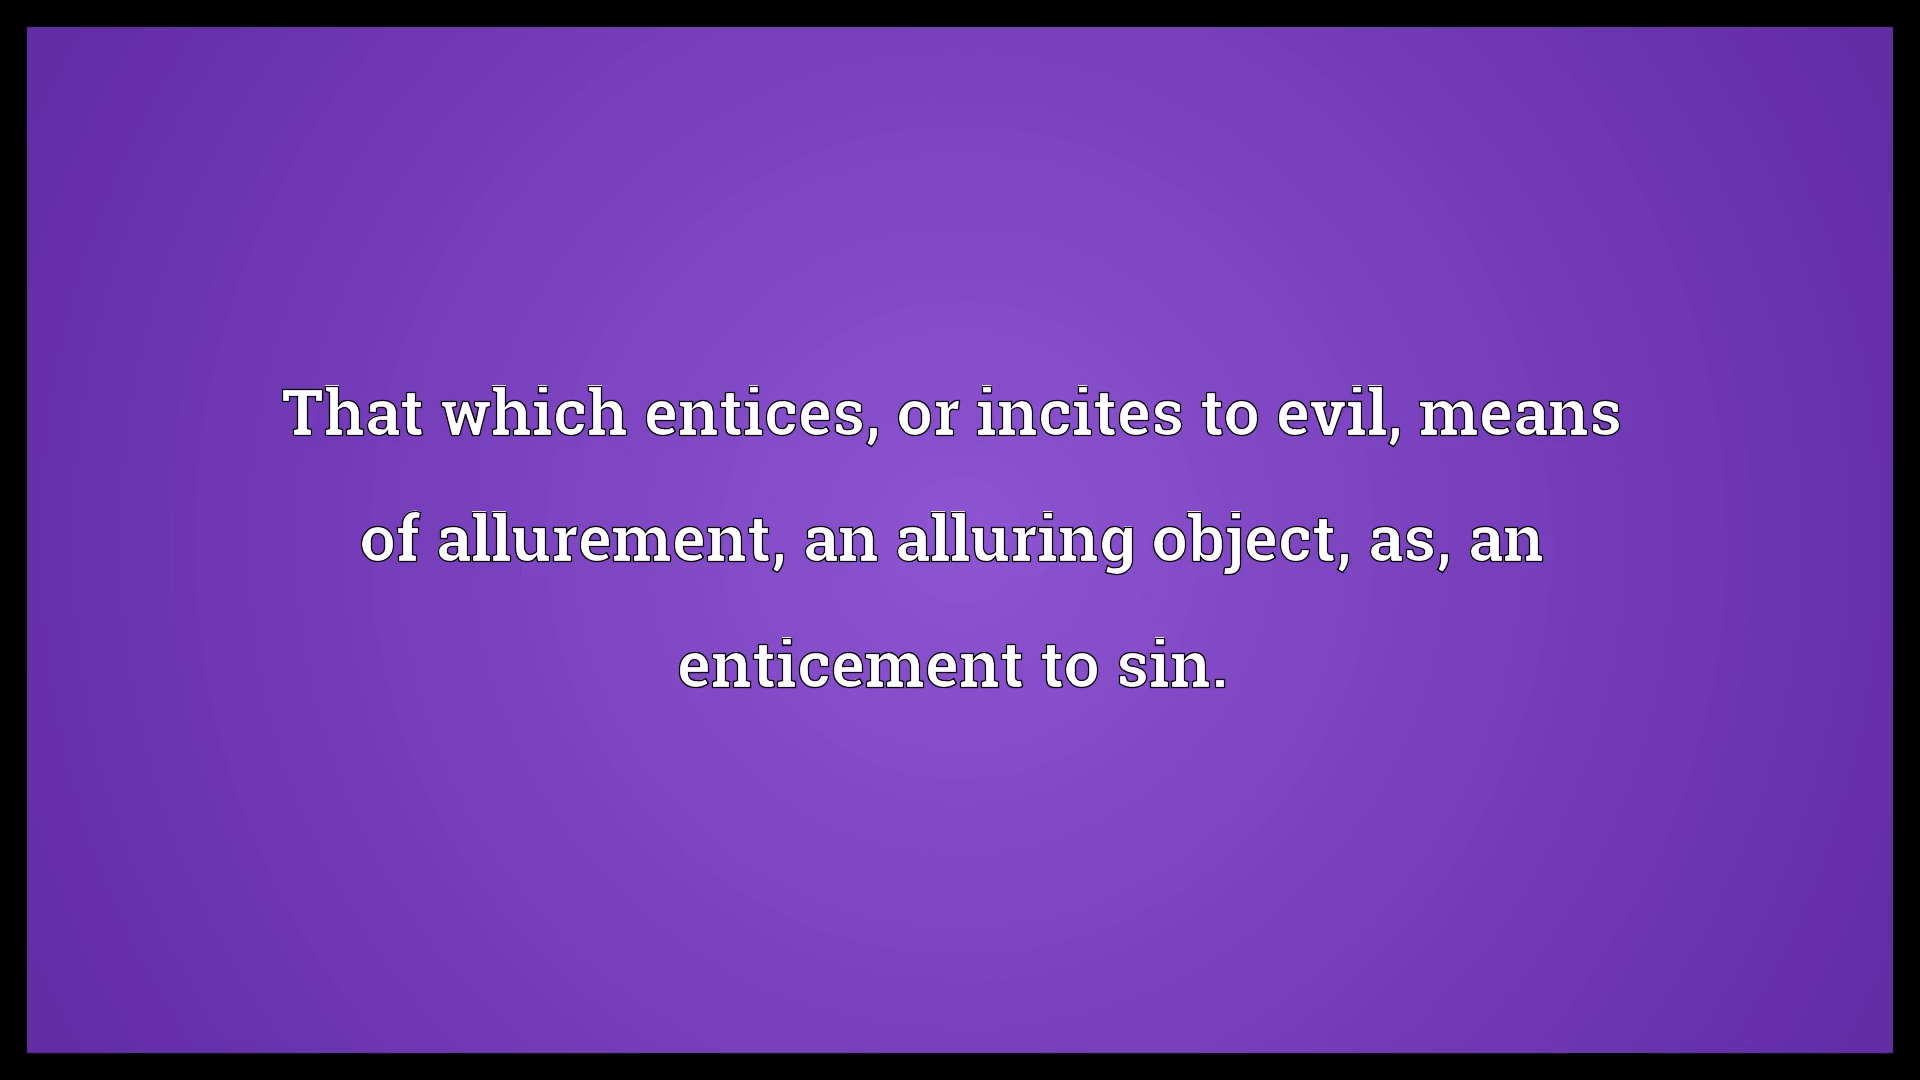 That which entices, or incites to evil, means
of allurement, an alluring object, as, an
enticement to sin.